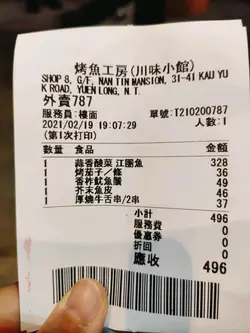 烤魚工房(川味小館)
SHOP 8, G/F, NAN TIN MANSION, 31-41 KAU YU
K ROAD, YUEN LONG, N.T.
外賣787
服務員:樓面 單號:T210200787
2021/02/19 19:07:29 人數:1
(第1次打印)
數量 食品 金額
1 蒜香酸菜 江團魚 328
1 烤茄子/條 36
1 香炸魷魚鬚 49
1 芥末魚皮 46
1 厚燒牛舌串/2串 37
小計 496
服務費 0
優惠券 0
折回 0
應收 496